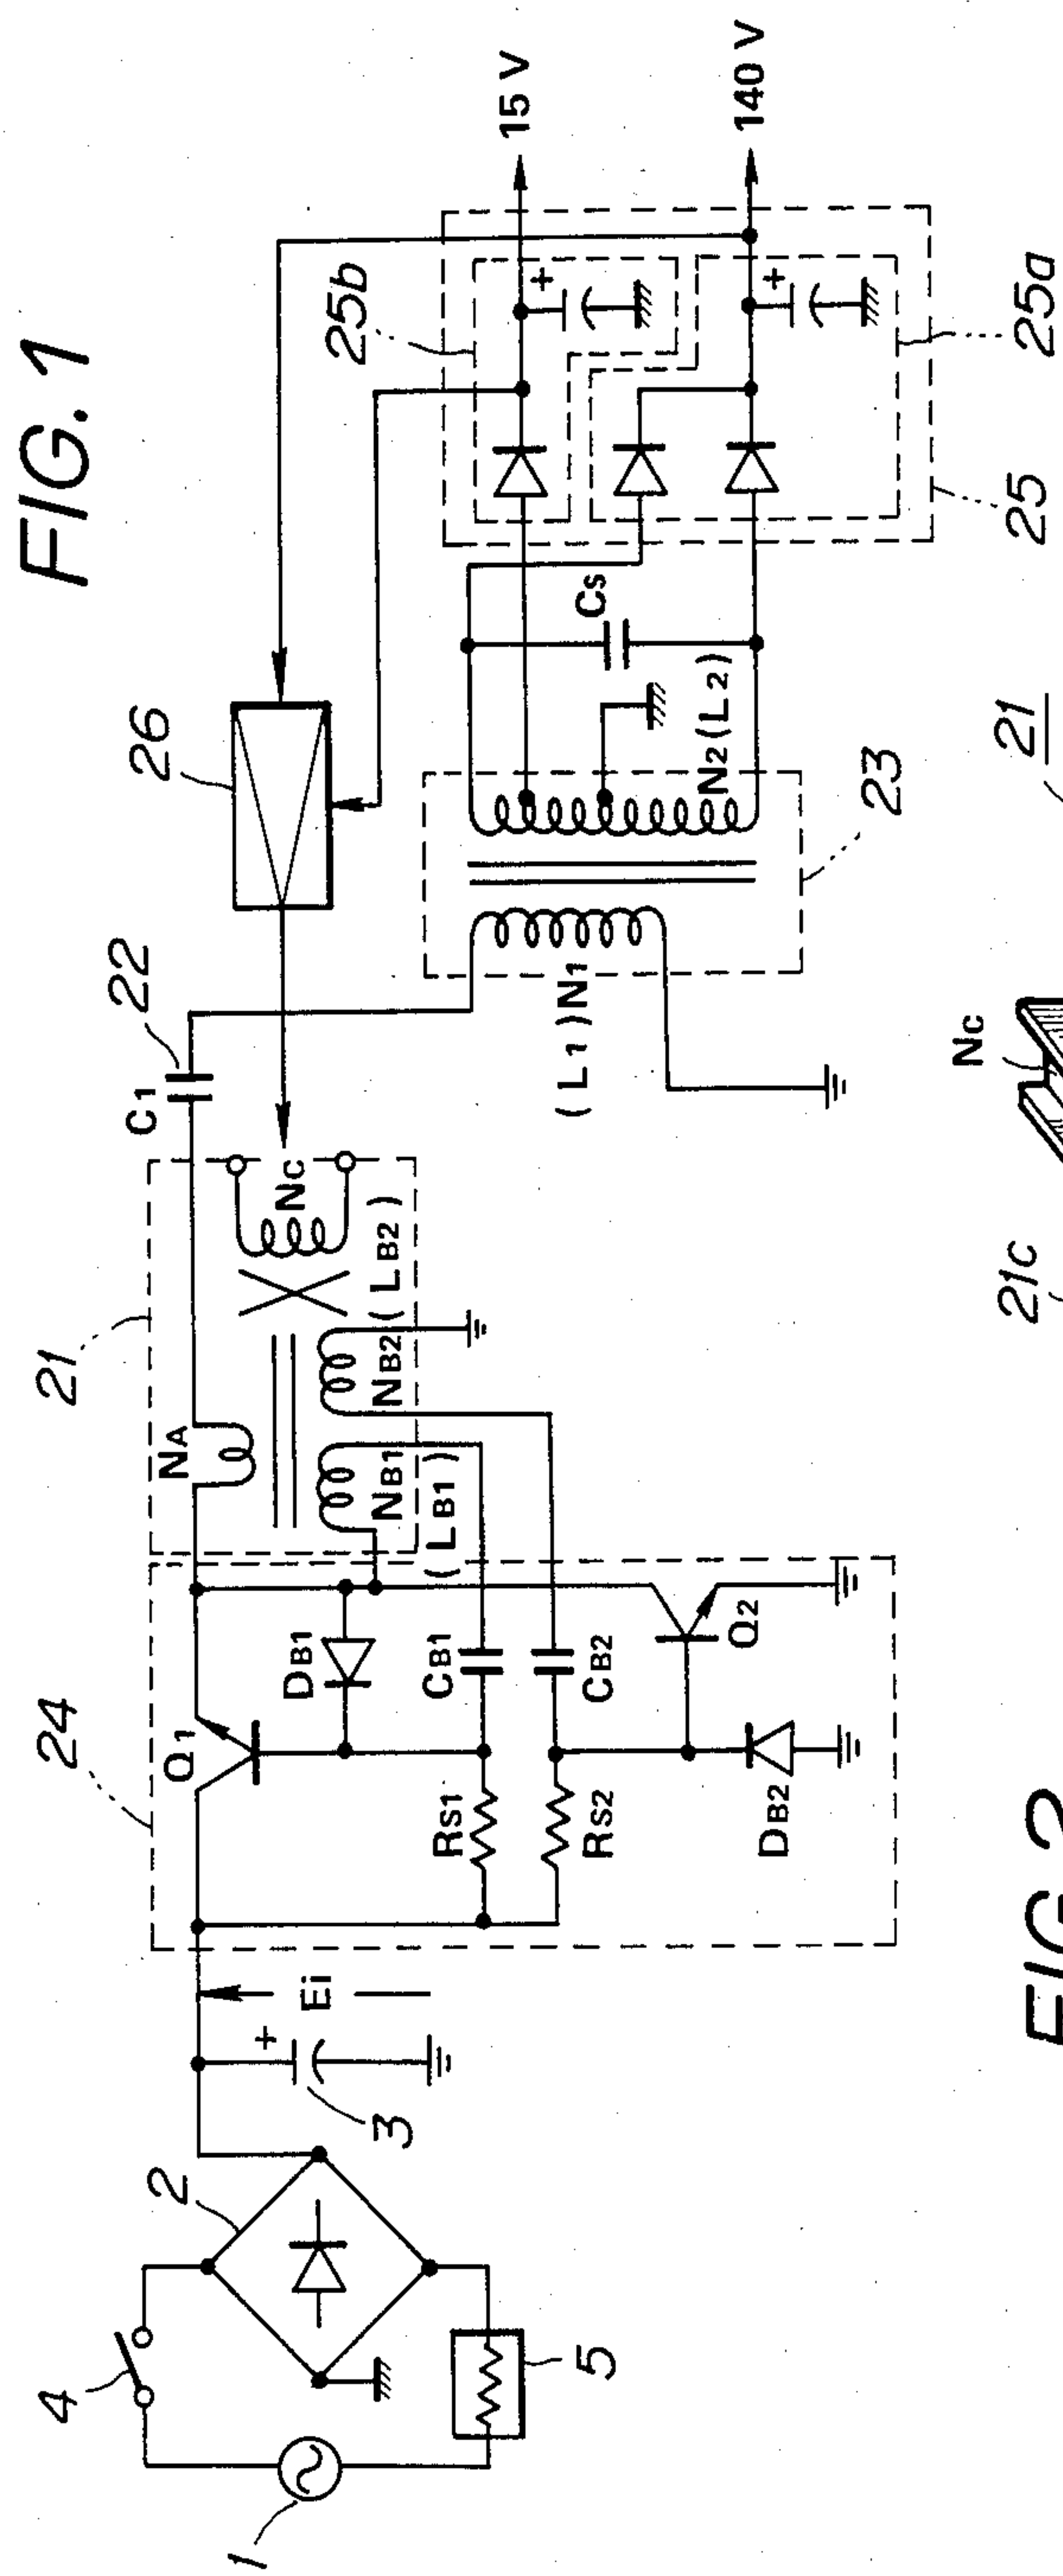 FIG. 1
15 V
140 V
25b
25a
25
26
22
C1
Cs
N2 (L2)
23
(L1) N1
21
Nc
NA
NB2 (LB2)
NB1
(LB1)
24
Q1
DB1
CB1
CB2
Q2
RS1
RS2
DB2
Ei
+
+
+
3
2
4
5
1
21
Nc
21c
FIG. 2